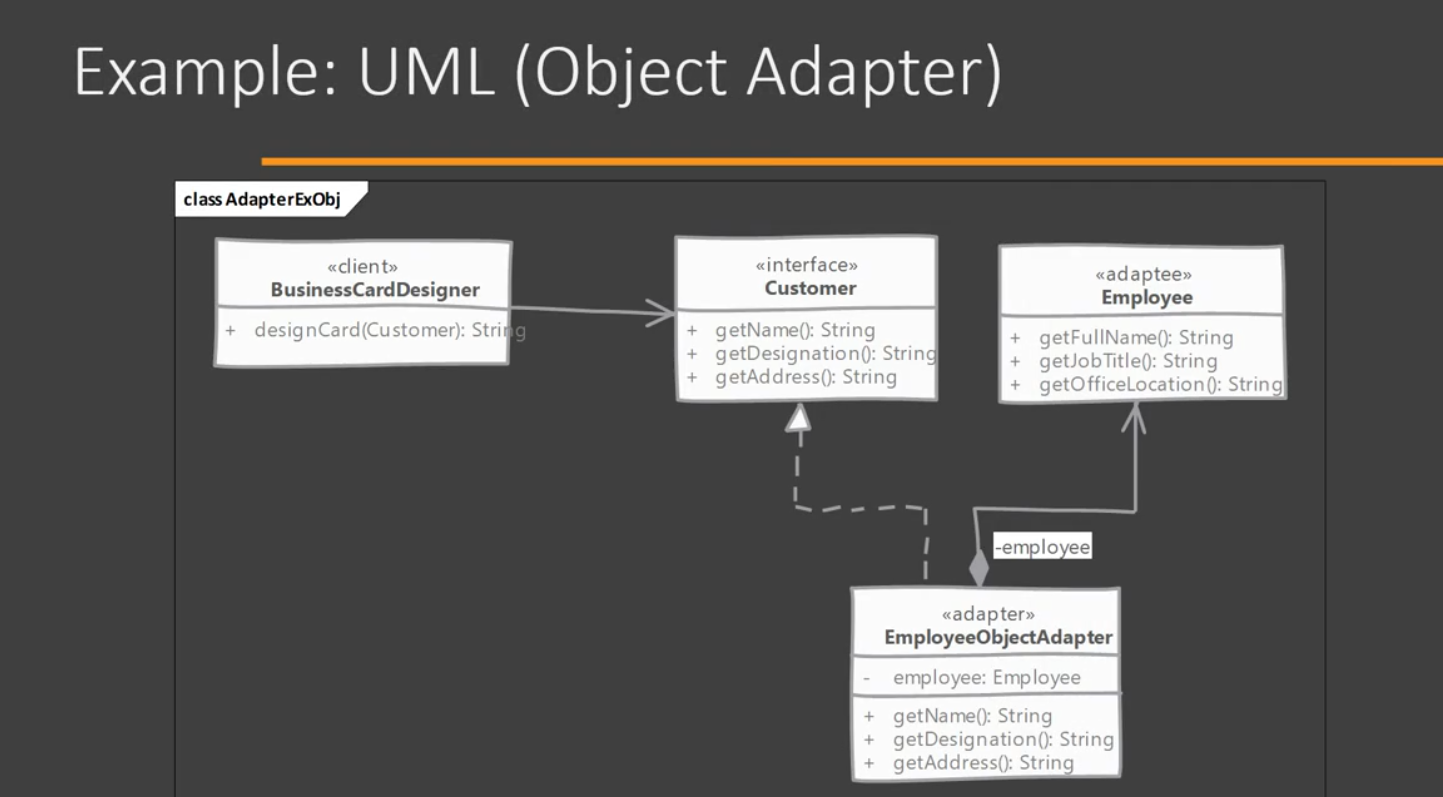 Example: UML (Object Adapter)
class AdapterExObj
«client»
BusinessCardDesigner
+ designCard(Customer): String
«interface»
Customer
+ getName(): String
+ getDesignation(): String
+ getAddress(): String
«adaptee»
Employee
+ getFullName(): String
+ getJobTitle(): String
+ getOfficeLocation(): String
-employee
«adapter»
EmployeeObjectAdapter
- employee: Employee
+ getName(): String
+ getDesignation(): String
+ getAddress(): String